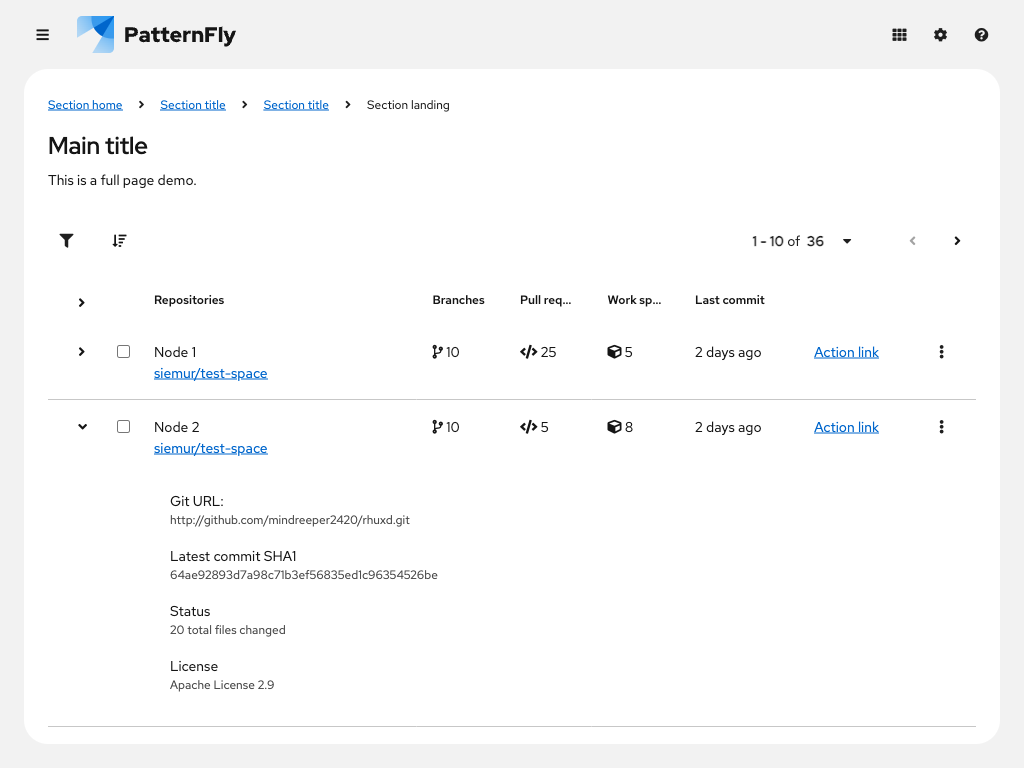 PatternFly
Section home Section title Section title Section landing
Main title
This is a full page demo.
1 - 10 of 36
Repositories Branches Pull req... Work sp... Last commit
Node 1 10 25 5 2 days ago Action link
siemur/test-space
Node 2 10 5 8 2 days ago Action link
siemur/test-space
Git URL:
http://github.com/mindreeper2420/rhuxd.git
Latest commit SHA1
64ae92893d7a98c71b3ef56835ed1c96354526be
Status
20 total files changed
License
Apache License 2.9